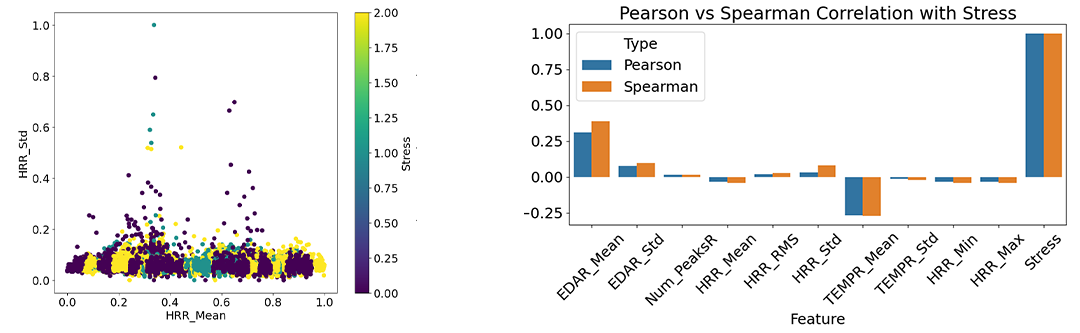 1.0
0.8
0.6
0.4
0.2
0.0
HRR_Std
0.0 0.2 0.4 0.6 0.8 1.0
HRR_Mean
2.00
1.75
1.50
1.25
1.00
0.75
0.50
0.25
0.00
Stress
Pearson vs Spearman Correlation with Stress
1.00
0.75
0.50
0.25
0.00
−0.25
Type
Pearson
Spearman
EDAR_Mean
EDAR_Std
Num_PeaksR
HRR_Mean
HRR_RMS
HRR_Std
TEMPR_Mean
TEMPR_Std
HRR_Min
HRR_Max
Stress
Feature